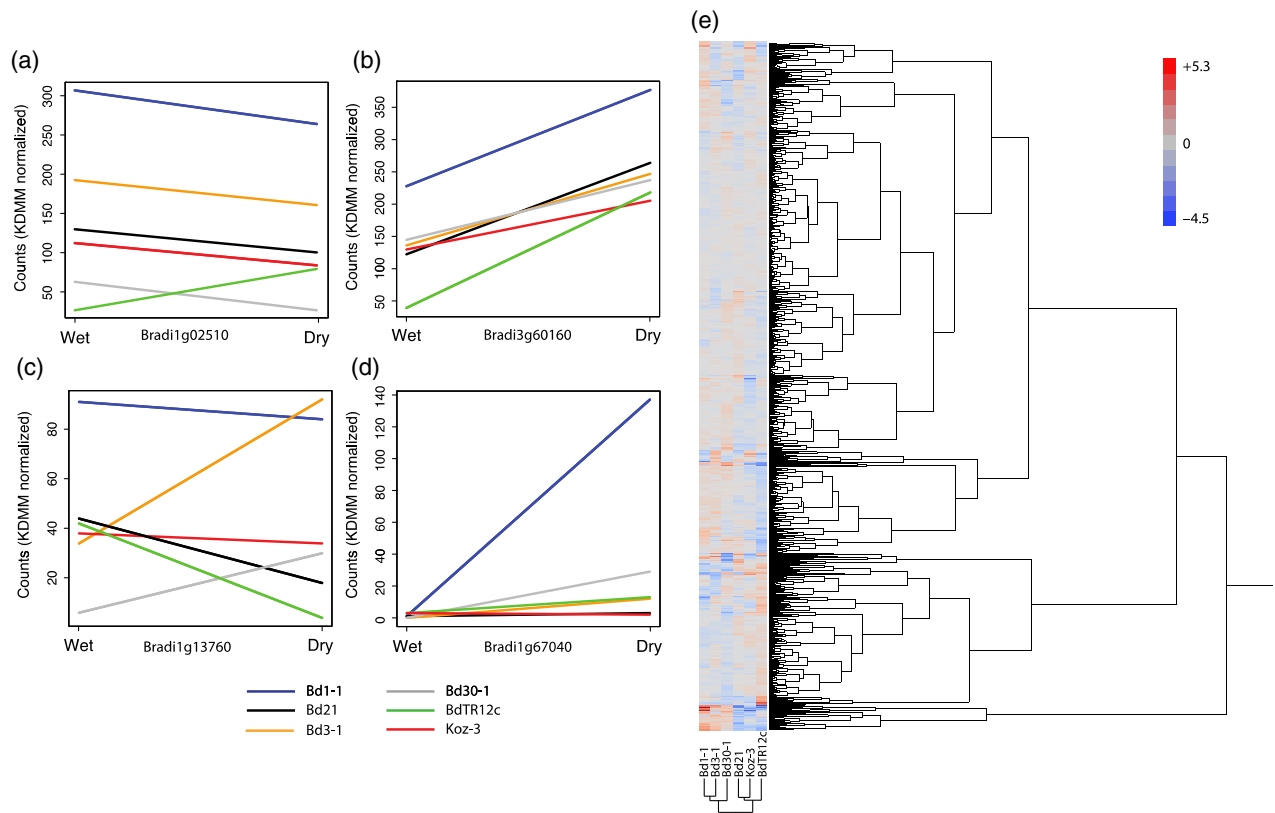 (a)
Counts (KDMM normalized)
300
250
200
150
100
50
Wet
Bradi1g02510
Dry
(b)
Counts (KDMM normalized)
350
300
250
200
150
100
50
Wet
Bradi3g60160
Dry
(c)
Counts (KDMM normalized)
80
60
40
20
Wet
Bradi1g13760
Dry
(d)
Counts (KDMM normalized)
140
120
100
80
60
40
20
0
Wet
Bradi1g67040
Dry
Bd1-1
Bd21
Bd3-1
Bd30-1
BdTR12c
Koz-3
(e)
+5.3
0
−4.5
Bd1-1
Bd3-1
Bd30-1
Bd21
Koz-3
BdTR12c